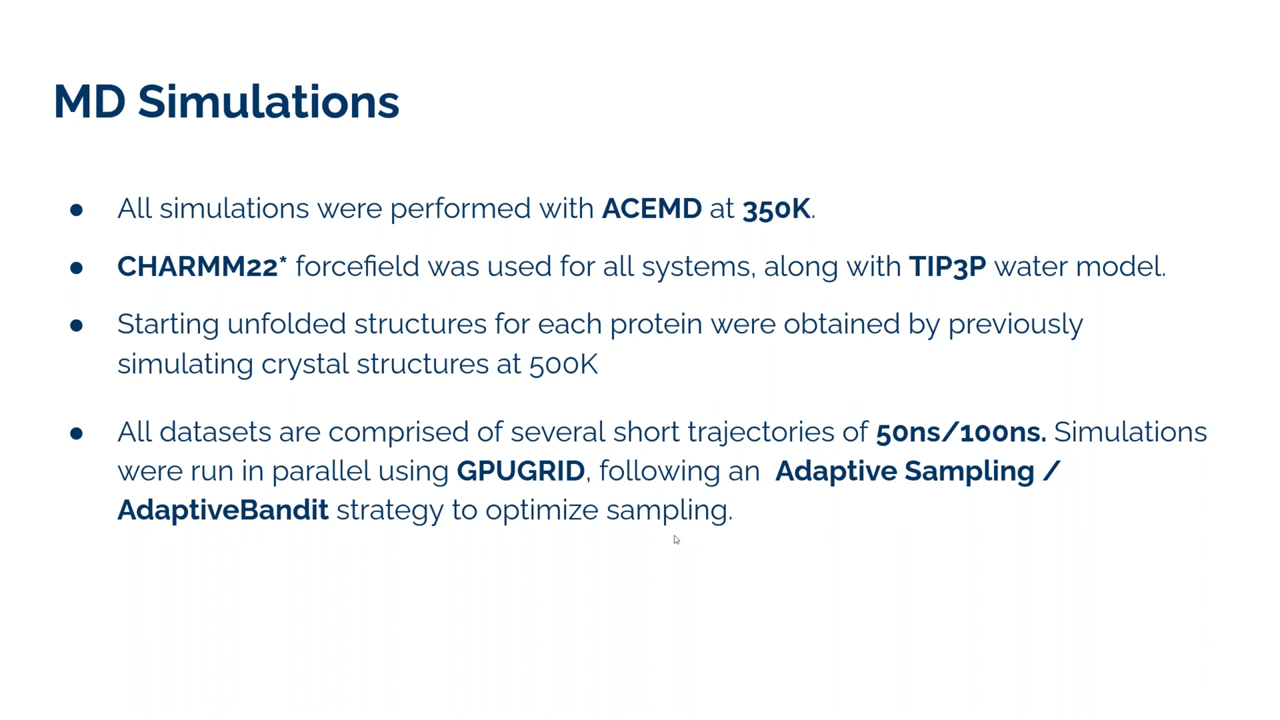 MD Simulations
● All simulations were performed with ACEMD at 350K.
● CHARMM22* forcefield was used for all systems, along with TIP3P water model.
● Starting unfolded structures for each protein were obtained by previously
simulating crystal structures at 500K
● All datasets are comprised of several short trajectories of 50ns/100ns. Simulations
were run in parallel using GPUGRID, following an Adaptive Sampling /
AdaptiveBandit strategy to optimize sampling.